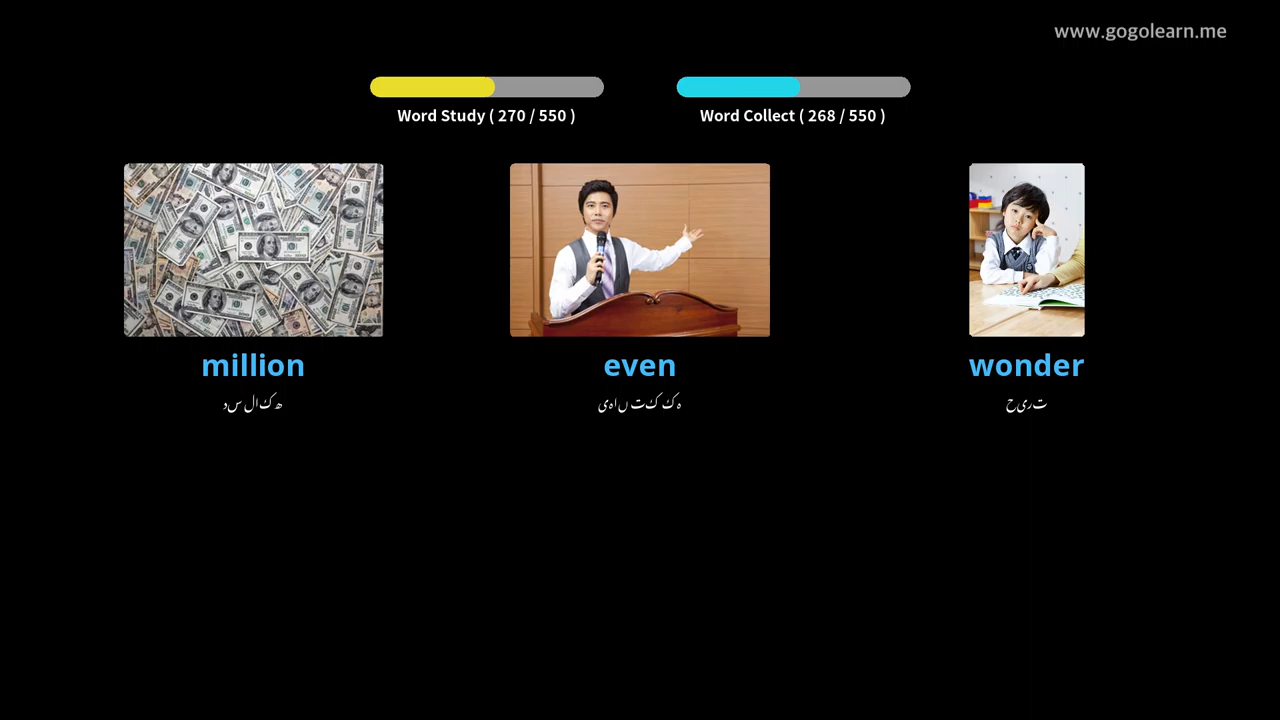 www.gogolearn.me
Word Study ( 270 / 550 )
Word Collect ( 268 / 550 )
million
even
wonder
دس لاکھ
یہاں تک کہ
حیرت